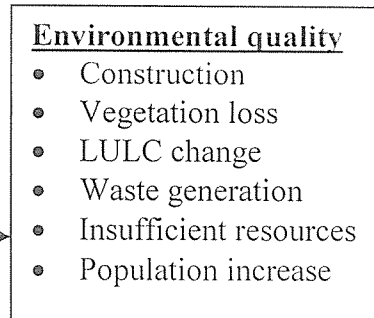 Environmental quality
• Construction
• Vegetation loss
• LULC change
• Waste generation
• Insufficient resources
• Population increase